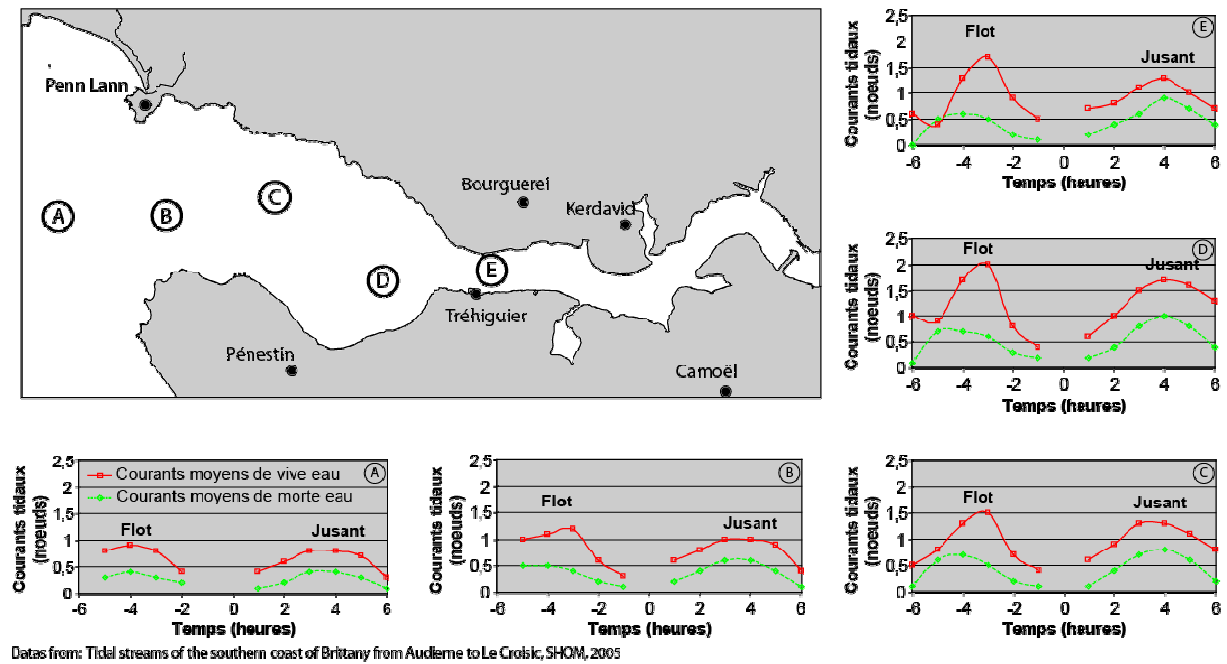 Penn Lann
A
B
C
D
E
Bourguerel
Kerdavid
Tréhiguier
Pénestin
Camoël
E
Courants tidaux
(noeuds)
Flot
Jusant
2,5
2
1,5
1
0,5
0
-6 -4 -2 0 2 4 6
Temps (heures)
D
Courants tidaux
(noeuds)
Flot
Jusant
2,5
2
1,5
1
0,5
0
-6 -4 -2 0 2 4 6
Temps (heures)
A
Courants tidaux
(noeuds)
Courants moyens de vive eau
Courants moyens de morte eau
Flot
Jusant
2,5
2
1,5
1
0,5
0
-6 -4 -2 0 2 4 6
Temps (heures)
B
Courants tidaux
(noeuds)
Flot
Jusant
2,5
2
1,5
1
0,5
0
-6 -4 -2 0 2 4 6
Temps (heures)
C
Courants tidaux
(noeuds)
Flot
Jusant
2,5
2
1,5
1
0,5
0
-6 -4 -2 0 2 4 6
Temps (heures)
Datas from: Tidal streams of the southern coast of Brittany from Audierne to Le Croisic, SHOM, 2005